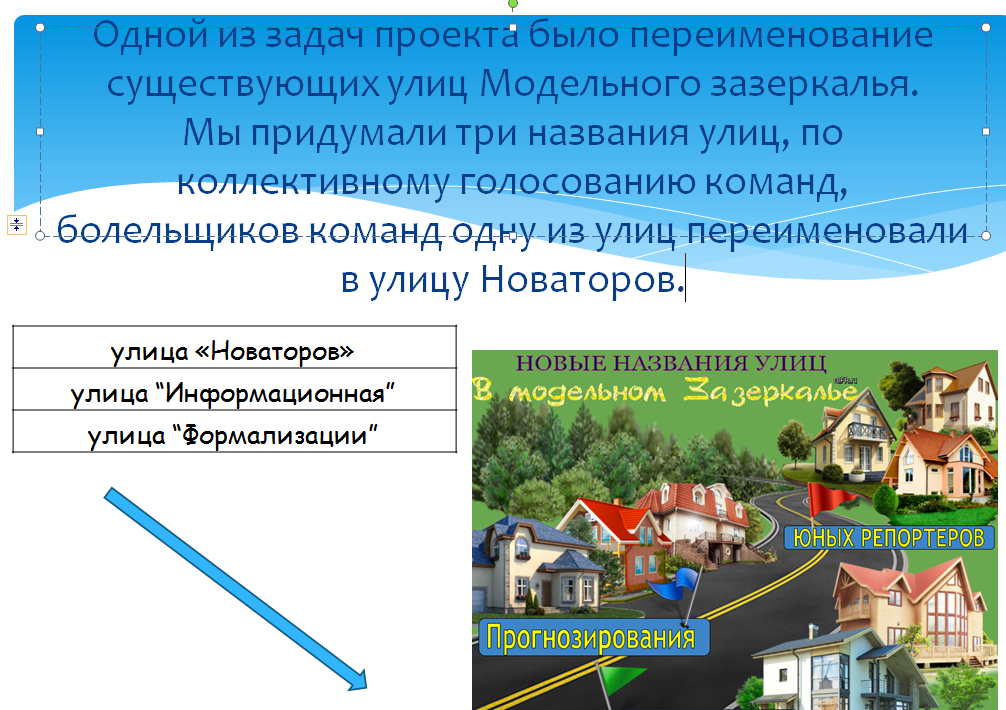 Одной из задач проекта было переименование
существующих улиц Модельного зазеркалья.
Мы придумали три названия улиц, по
коллективному голосованию команд,
болельщиков команд одну из улиц переименовали
в улицу Новаторов.
улица «Новаторов»
улица “Информационная”
улица “Формализации”
НОВЫЕ НАЗВАНИЯ УЛИЦ
В модельном Зазеркалье
ЮНЫХ РЕПОРТЕРОВ
Прогнозирования